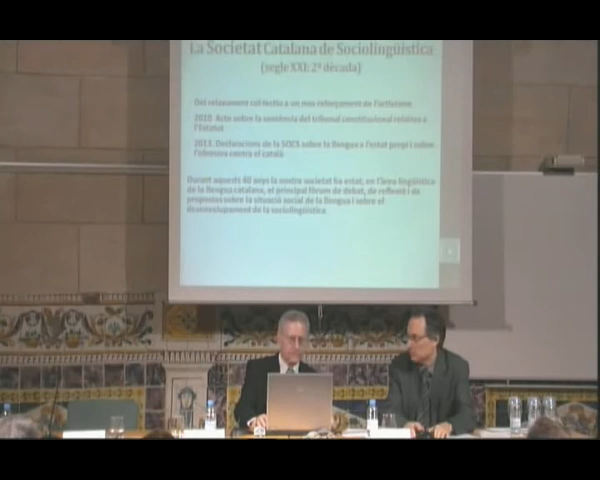 La Societat Catalana de Sociolingüística
(segle XXI: 2ª dècada)
Del relaxament col·lectiu a un nou reforçament de l'activisme
2010 Acte sobre la sentència del tribunal constitucional relativa a
l'Estatut
2013. Declaracions de la SOCS sobre la llengua a l'estat propi i sobre
l'ofensiva contra el català
Durant aquests 40 anys la nostra societat ha estat, en l'àrea lingüística
de la llengua catalana, el principal fòrum de debat, de reflexió i de
propostes sobre la situació social de la llengua i sobre el
desenvolupament de la sociolingüística